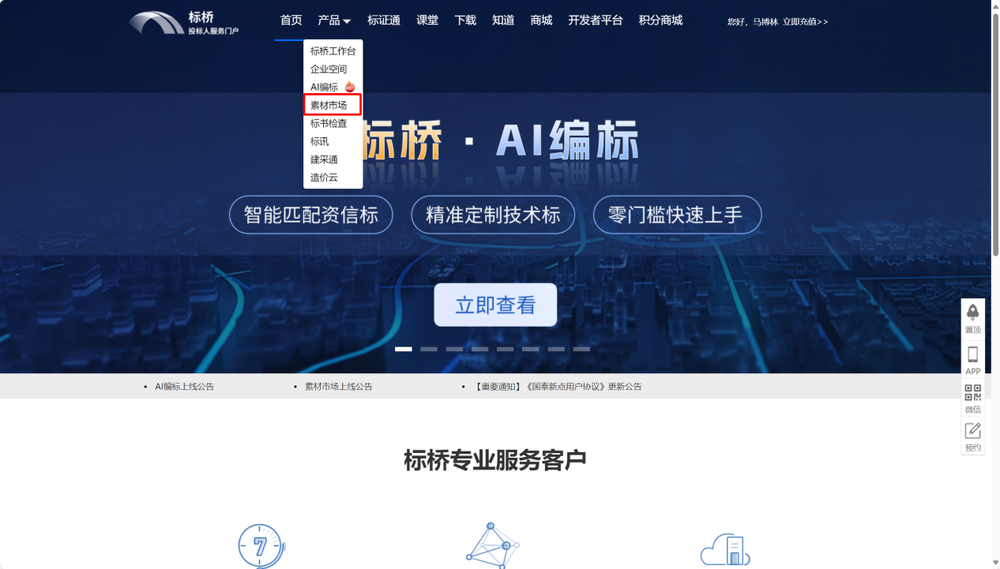 标桥
投标人服务门户
首页 产品 标证通 课堂 下载 知道 商城 开发者平台 积分商城
您好，马博林 立即充值>>
标桥工作台
企业空间
AI编标 HOT
素材市场
标书检查
标讯
建采通
造价云
标桥 · AI编标
智能匹配资信标 精准定制技术标 零门槛快速上手
立即查看
置顶
APP
微信
预约
• AI编标上线公告 • 素材市场上线公告 • 【重要通知】《国泰新点用户协议》更新公告
标桥专业服务客户
7